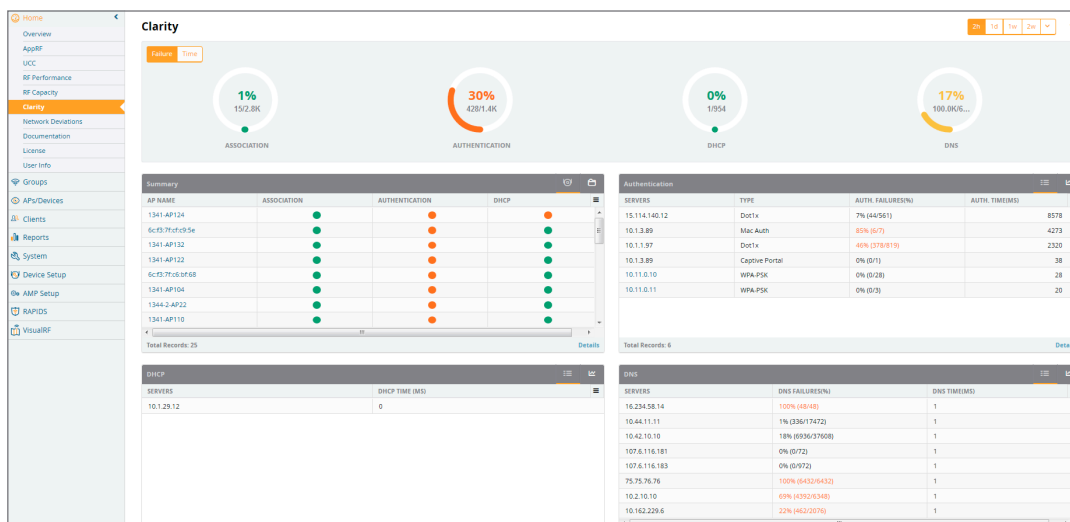 Home
Overview
AppRF
UCC
RF Performance
RF Capacity
Clarity
Network Deviations
Documentation
License
User Info
Groups
APs/Devices
Clients
Reports
System
Device Setup
AMP Setup
RAPIDS
VisualRF
Clarity
2h 1d 1w 2w
Failure Time
1% 30% 0% 17%
15/2.8K 428/1.4K 1/954 100.0K/6...
ASSOCIATION AUTHENTICATION DHCP DNS
Summary
AP NAME ASSOCIATION AUTHENTICATION DHCP
1341-AP124
6c:f3:7f:cf:c9:5e
1341-AP132
1341-AP122
6c:f3:7f:c6:bf:68
1341-AP104
1344-2-AP22
1341-AP110
Total Records: 25 Details
Authentication
SERVERS TYPE AUTH. FAILURES(%) AUTH. TIME(MS)
15.114.140.12 Dot1x 7% (44/561) 8578
10.1.3.89 Mac Auth 85% (6/7) 4273
10.1.1.97 Dot1x 46% (378/819) 2320
10.1.3.89 Captive Portal 0% (0/1) 38
10.11.0.10 WPA-PSK 0% (0/28) 28
10.11.0.11 WPA-PSK 0% (0/3) 20
Total Records: 6 Deta
DHCP
SERVERS DHCP TIME (MS)
10.1.29.12 0
DNS
SERVERS DNS FAILURES(%) DNS TIME(MS)
16.234.58.14 100% (48/48) 1
10.44.11.11 1% (336/17472) 1
10.42.10.10 18% (6936/37608) 1
107.6.116.181 0% (0/72) 1
107.6.116.183 0% (0/972) 1
75.75.76.76 100% (6432/6432) 1
10.2.10.10 69% (4392/6348) 1
10.162.229.6 22% (462/2076) 1